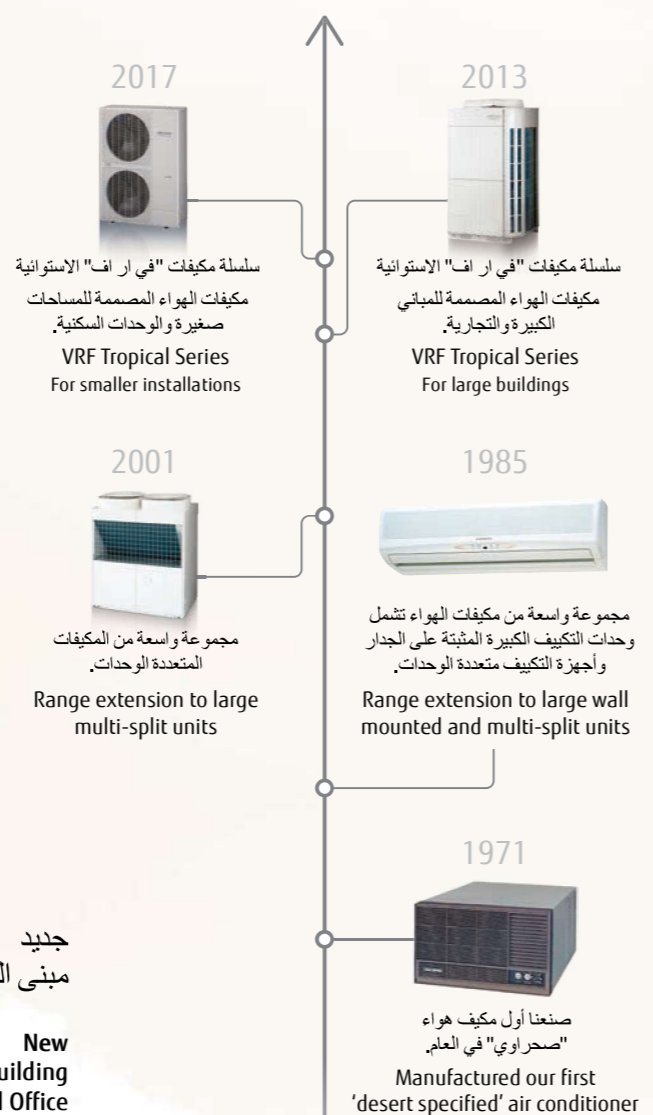 2017
سلسلة مكيفات "في ار اف" الاستوائية
مكيفات الهواء المصممة للمساحات
صغيرة والوحدات السكنية.
VRF Tropical Series
For smaller installations
2013
سلسلة مكيفات "في ار اف" الاستوائية
مكيفات الهواء المصممة للمباني
الكبيرة والتجارية.
VRF Tropical Series
For large buildings
2001
مجموعة واسعة من المكيفات
المتعددة الوحدات.
Range extension to large
multi-split units
1985
مجموعة واسعة من مكيفات الهواء تشمل
وحدات التكييف الكبيرة المثبتة على الجدار
وأجهزة التكييف متعددة الوحدات.
Range extension to large wall
mounted and multi-split units
1971
صنعنا أول مكيف هواء
"صحراوي" في العام.
Manufactured our first
‘desert specified’ air conditioner
جديد
مبنى ال
New
uilding
l Office